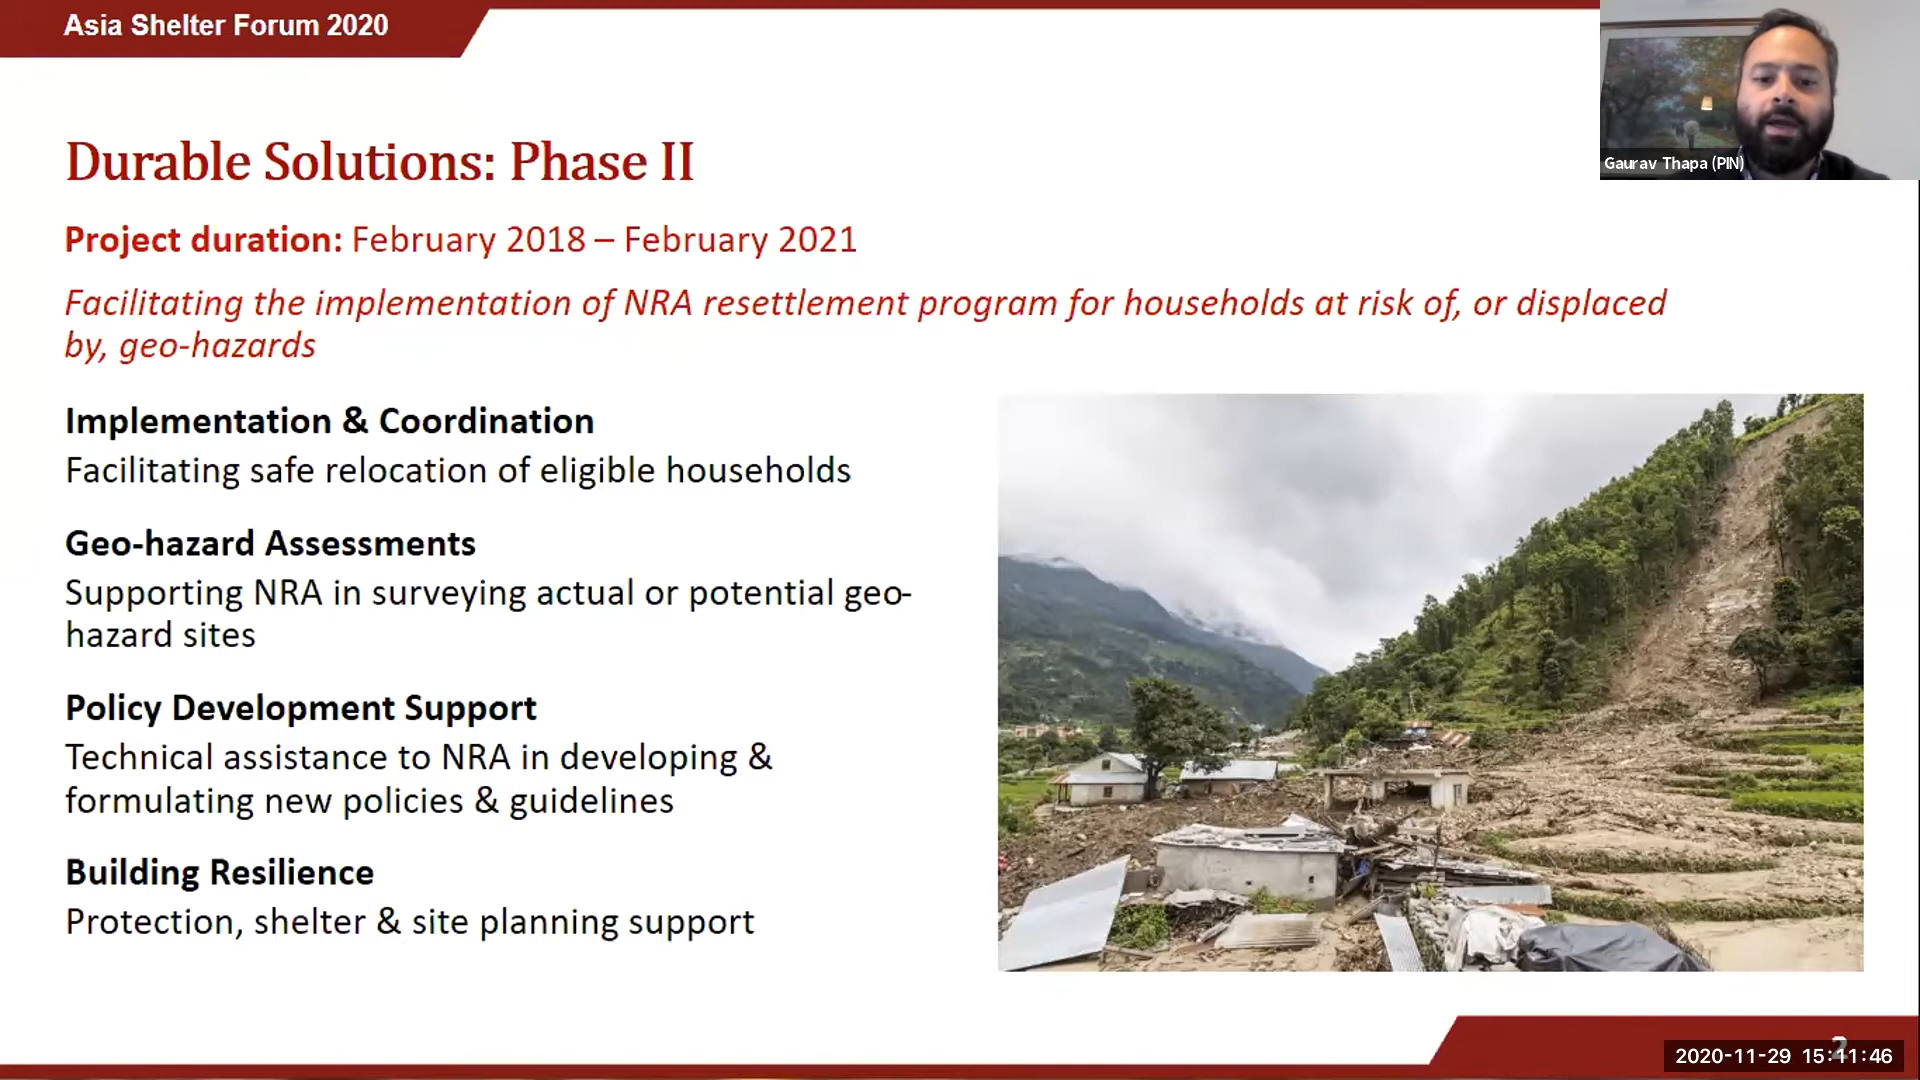 Asia Shelter Forum 2020
Gaurav Thapa (PIN)
Durable Solutions: Phase II
Project duration: February 2018 – February 2021
Facilitating the implementation of NRA resettlement program for households at risk of, or displaced
by, geo-hazards
Implementation & Coordination
Facilitating safe relocation of eligible households
Geo-hazard Assessments
Supporting NRA in surveying actual or potential geo-
hazard sites
Policy Development Support
Technical assistance to NRA in developing &
formulating new policies & guidelines
Building Resilience
Protection, shelter & site planning support
2
2020-11-29 15:11:46